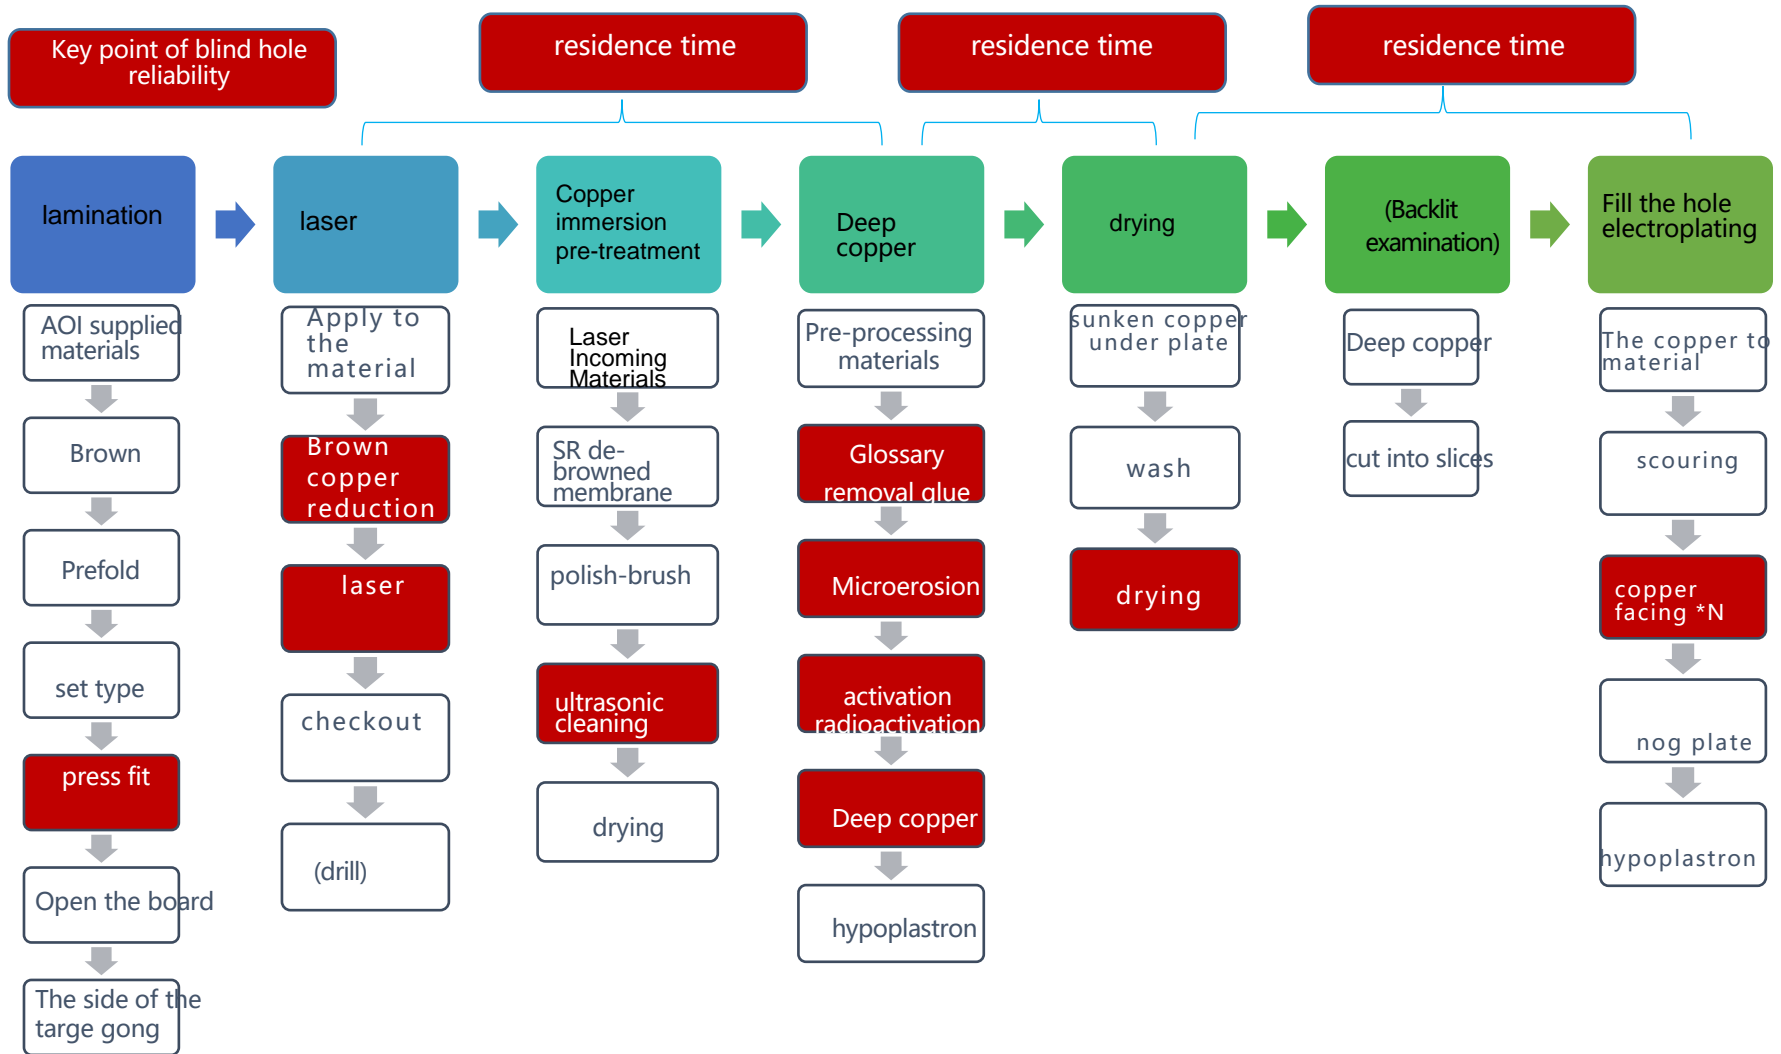 Key point of blind hole
reliability
residence time
residence time
residence time
lamination
laser
Copper
immersion
pre-treatment
Deep
copper
drying
(Backlit
examination)
Fill the hole
electroplating
AOI supplied
materials
Brown
Prefold
set type
press fit
Open the board
The side of the
targe gong
Apply to
the
material
Brown
copper
reduction
laser
checkout
(drill)
Laser
Incoming
Materials
SR de-
browned
membrane
polish-brush
ultrasonic
cleaning
drying
Pre-processing
materials
Glossary
removal glue
Microerosion
activation
radioactivation
Deep copper
hypoplastron
sunken copper
under plate
wash
drying
Deep copper
cut into slices
The copper to
material
scouring
copper
facing *N
nog plate
hypoplastron